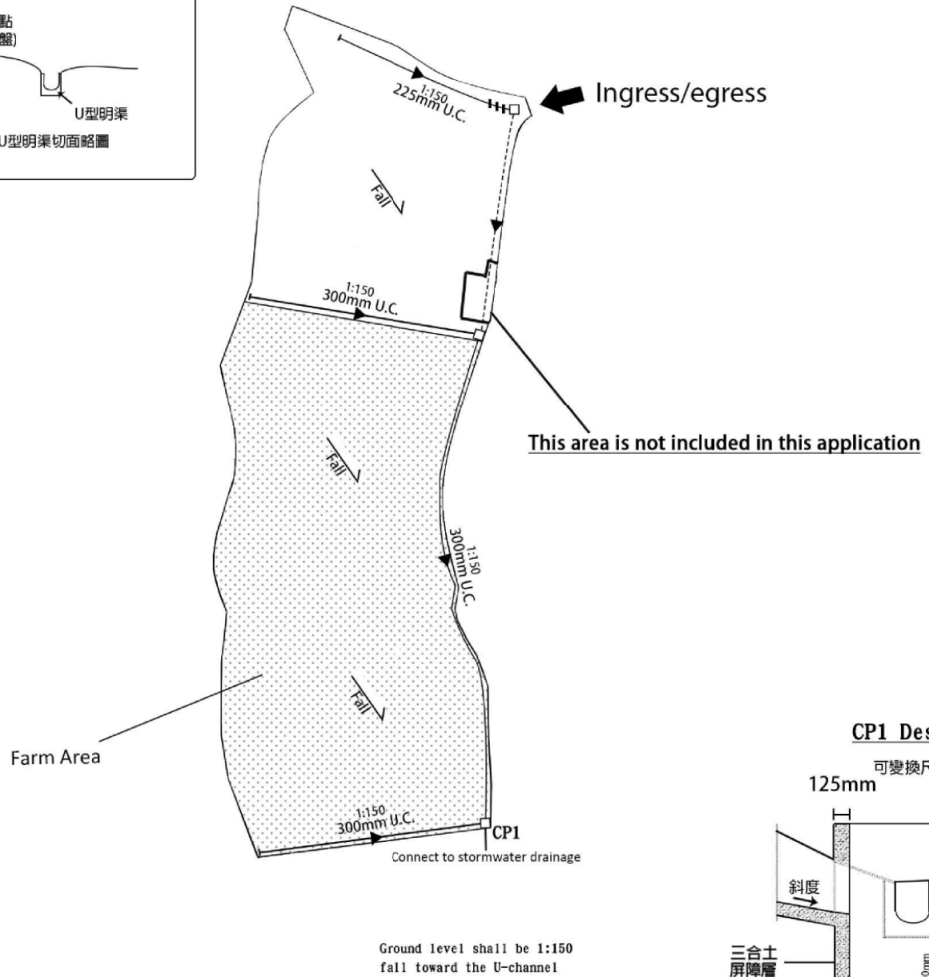 點
盤)
U型明渠
U型明渠切面略圖
1:150
225mm U.C.
Ingress/egress
Fall
1:150
300mm U.C.
This area is not included in this application
Fall
1:150
300mm U.C.
Fall
Farm Area
1:150
300mm U.C.
CP1
Connect to stormwater drainage
CP1 Des
可變換尺
125mm
斜度
三合土
屏障層
Ground level shall be 1:150
fall toward the U-channel